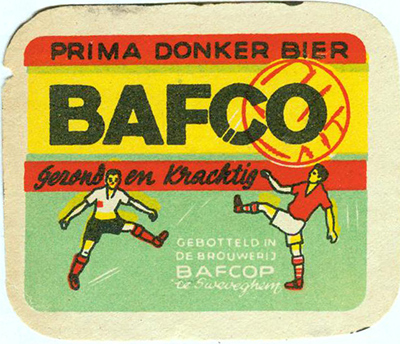 PRIMA DONKER BIER
BAFCO
Gezond en Krachtig
GEBOTTELD IN
DE BROUWERIJ
BAFCOP
te Sweveghem